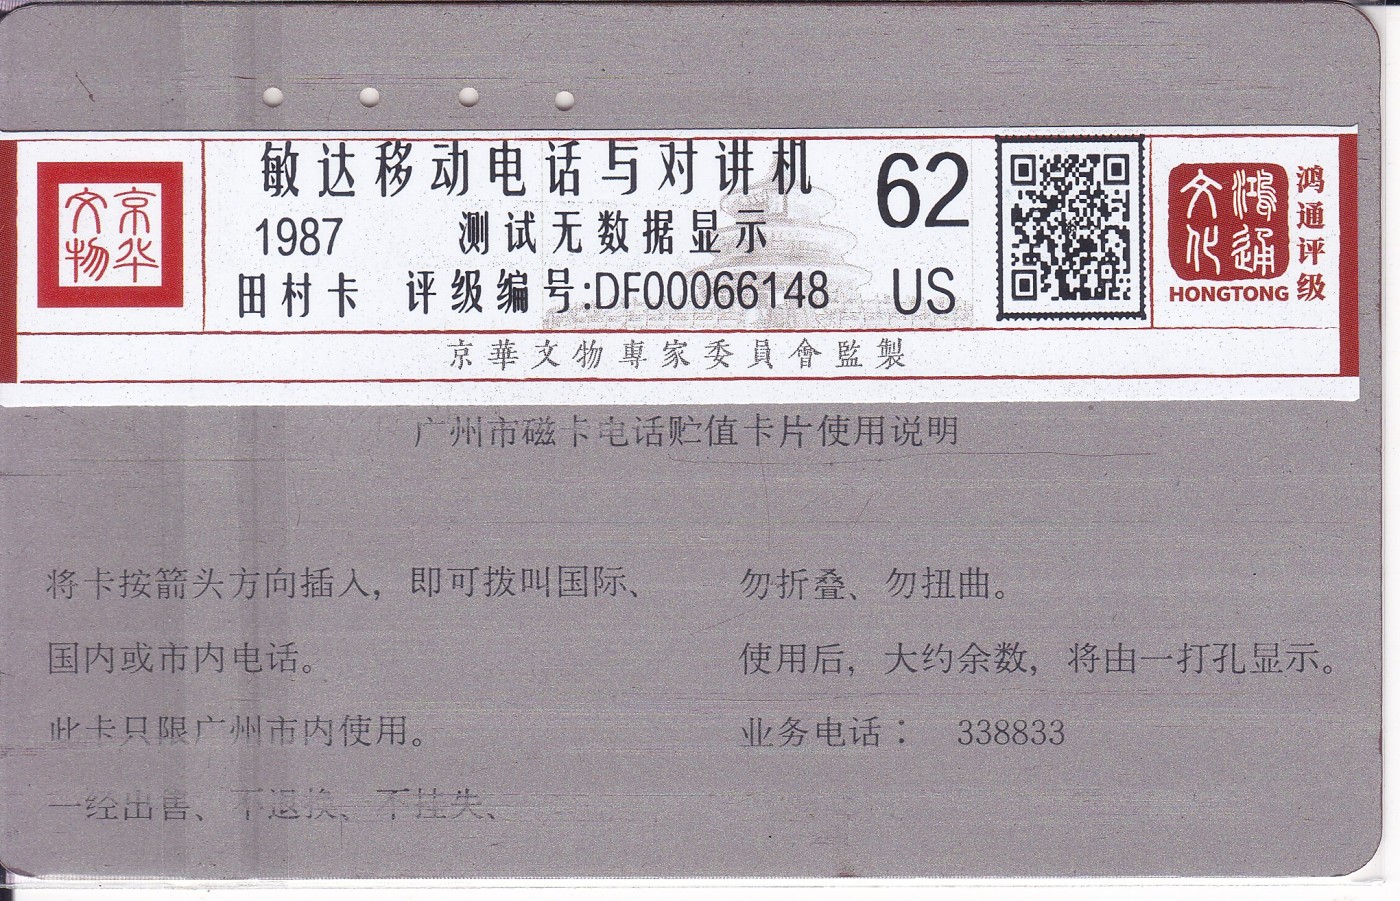 京华文物
敏达移动电话与对讲机
1987 测试无数据显示
田村卡 评级编号:DF00066148
62
US
鸿通文化
HONGTONG
鸿通评级
京華文物專家委員會監製
广州市磁卡电话贮值卡片使用说明
将卡按箭头方向插入，即可拨叫国际、
国内或市内电话。
此卡只限广州市内使用。
一经出售、不退换、不挂失、
勿折叠、勿扭曲。
使用后，大约余数，将由一打孔显示。
业务电话： 338833